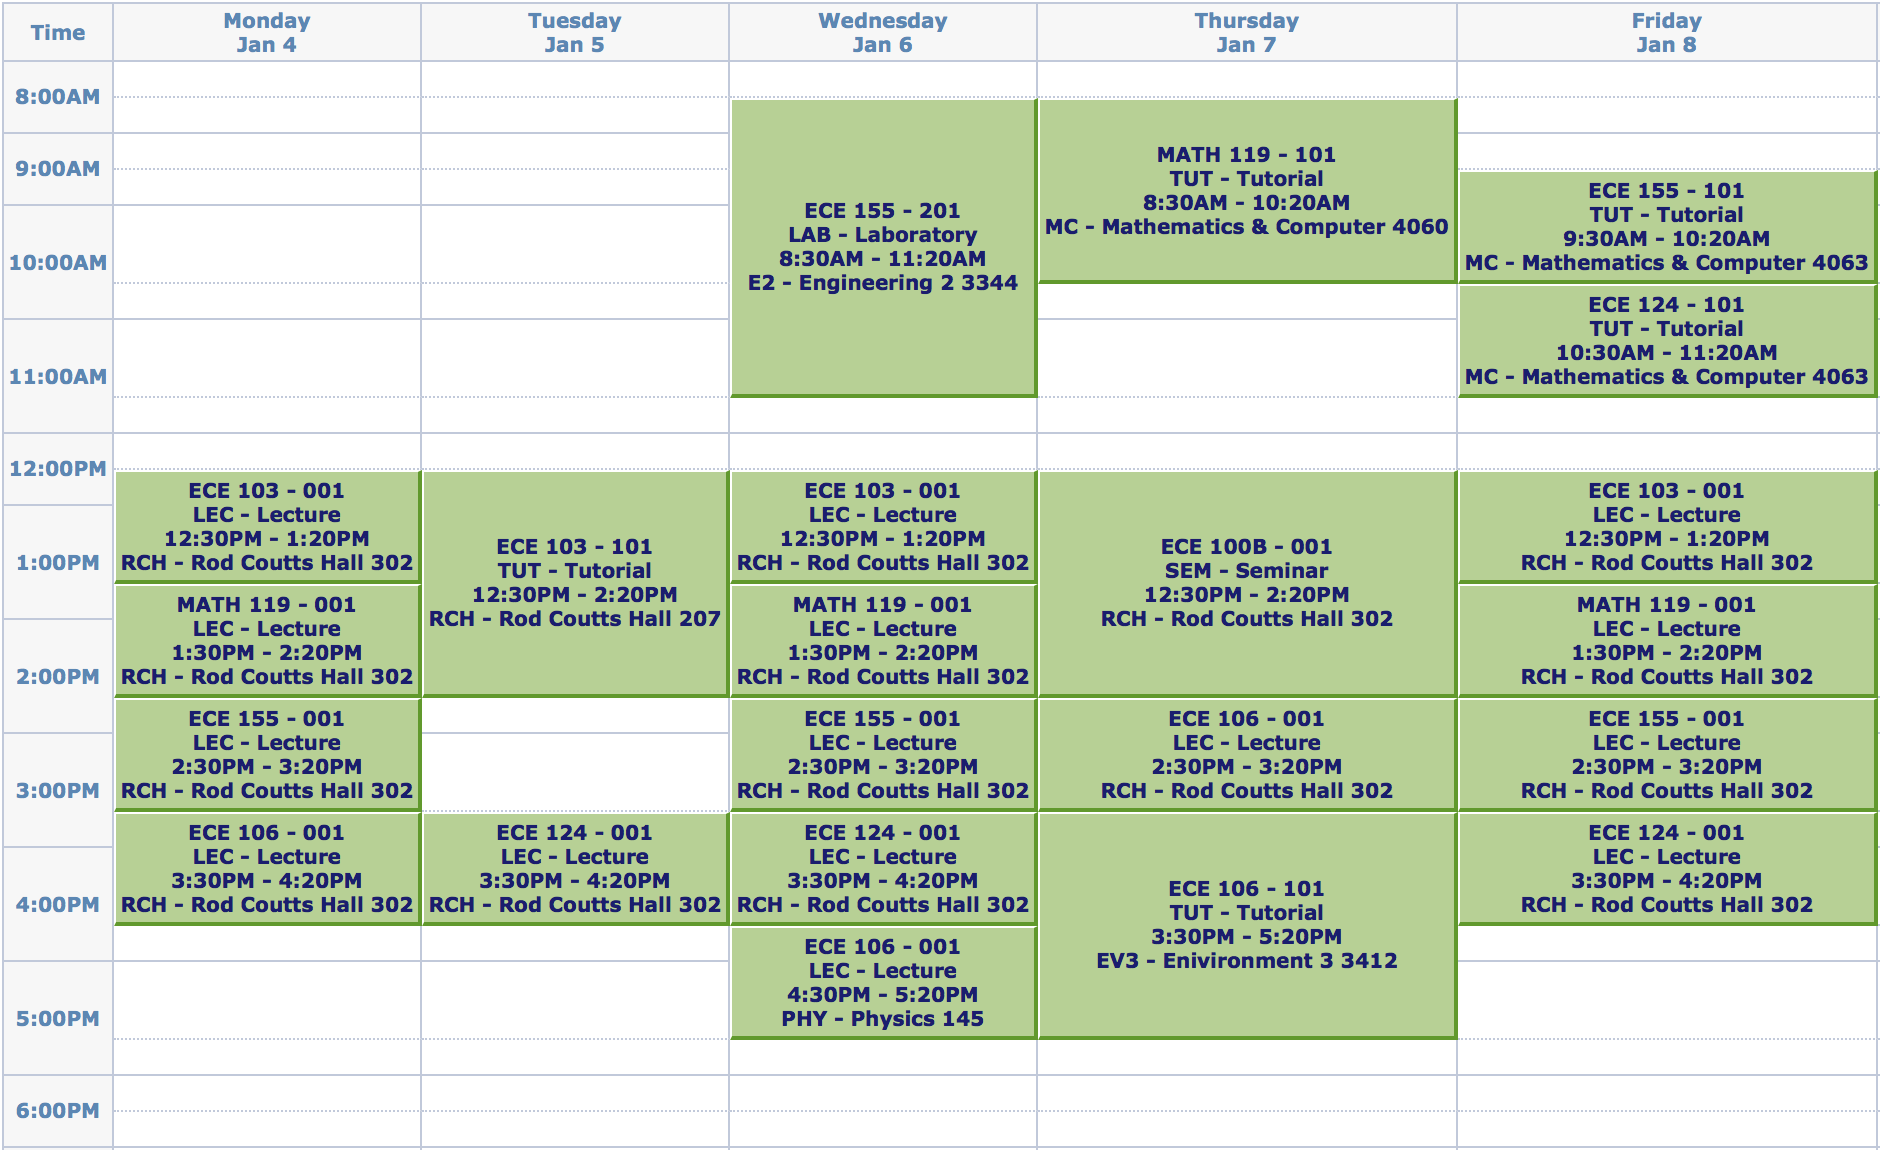 Time
Monday
Jan 4
Tuesday
Jan 5
Wednesday
Jan 6
Thursday
Jan 7
Friday
Jan 8
8:00AM
9:00AM
10:00AM
11:00AM
12:00PM
1:00PM
2:00PM
3:00PM
4:00PM
5:00PM
6:00PM
ECE 103 - 001
LEC - Lecture
12:30PM - 1:20PM
RCH - Rod Coutts Hall 302
MATH 119 - 001
LEC - Lecture
1:30PM - 2:20PM
RCH - Rod Coutts Hall 302
ECE 155 - 001
LEC - Lecture
2:30PM - 3:20PM
RCH - Rod Coutts Hall 302
ECE 106 - 001
LEC - Lecture
3:30PM - 4:20PM
RCH - Rod Coutts Hall 302
ECE 103 - 101
TUT - Tutorial
12:30PM - 2:20PM
RCH - Rod Coutts Hall 207
ECE 124 - 001
LEC - Lecture
3:30PM - 4:20PM
RCH - Rod Coutts Hall 302
ECE 155 - 201
LAB - Laboratory
8:30AM - 11:20AM
E2 - Engineering 2 3344
ECE 103 - 001
LEC - Lecture
12:30PM - 1:20PM
RCH - Rod Coutts Hall 302
MATH 119 - 001
LEC - Lecture
1:30PM - 2:20PM
RCH - Rod Coutts Hall 302
ECE 155 - 001
LEC - Lecture
2:30PM - 3:20PM
RCH - Rod Coutts Hall 302
ECE 124 - 001
LEC - Lecture
3:30PM - 4:20PM
RCH - Rod Coutts Hall 302
ECE 106 - 001
LEC - Lecture
4:30PM - 5:20PM
PHY - Physics 145
MATH 119 - 101
TUT - Tutorial
8:30AM - 10:20AM
MC - Mathematics & Computer 4060
ECE 100B - 001
SEM - Seminar
12:30PM - 2:20PM
RCH - Rod Coutts Hall 302
ECE 106 - 001
LEC - Lecture
2:30PM - 3:20PM
RCH - Rod Coutts Hall 302
ECE 106 - 101
TUT - Tutorial
3:30PM - 5:20PM
EV3 - Enivironment 3 3412
ECE 155 - 101
TUT - Tutorial
9:30AM - 10:20AM
MC - Mathematics & Computer 4063
ECE 124 - 101
TUT - Tutorial
10:30AM - 11:20AM
MC - Mathematics & Computer 4063
ECE 103 - 001
LEC - Lecture
12:30PM - 1:20PM
RCH - Rod Coutts Hall 302
MATH 119 - 001
LEC - Lecture
1:30PM - 2:20PM
RCH - Rod Coutts Hall 302
ECE 155 - 001
LEC - Lecture
2:30PM - 3:20PM
RCH - Rod Coutts Hall 302
ECE 124 - 001
LEC - Lecture
3:30PM - 4:20PM
RCH - Rod Coutts Hall 302